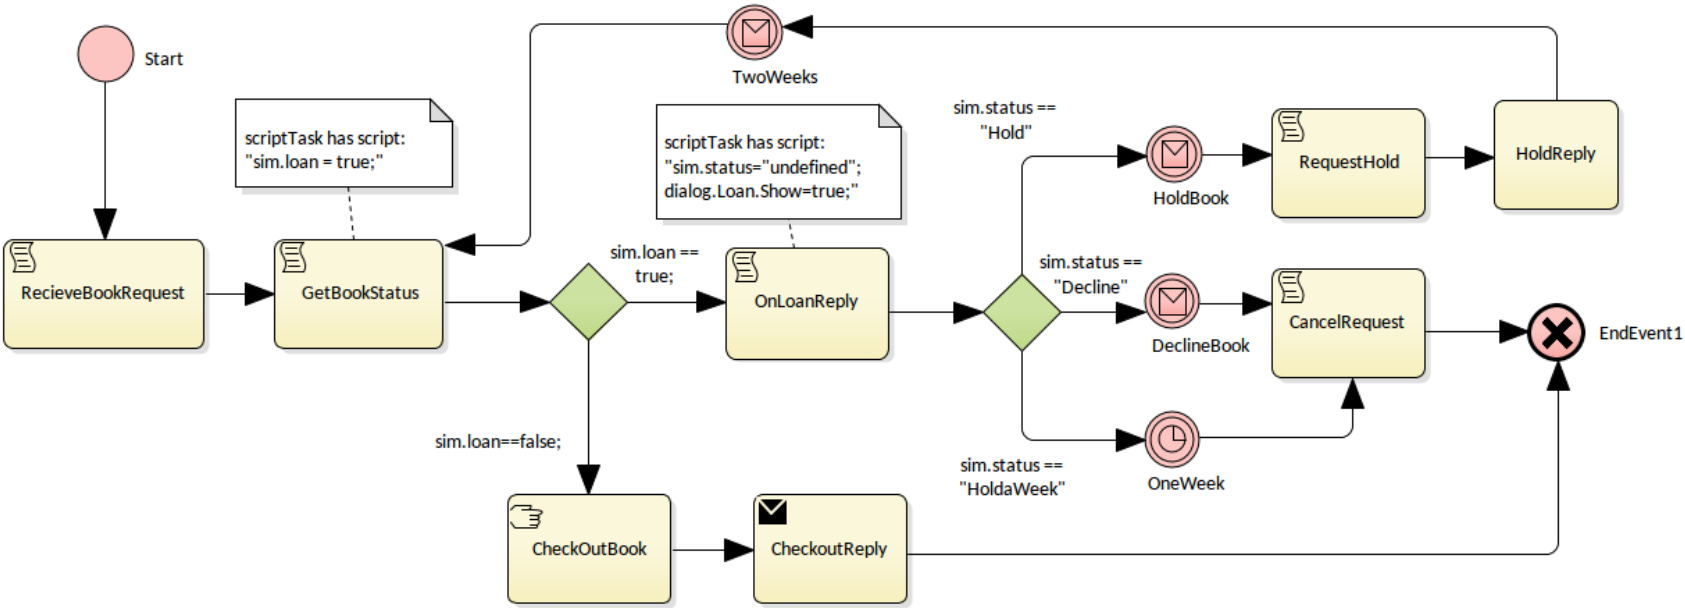 Start
TwoWeeks
scriptTask has script:
"sim.loan = true;"
scriptTask has script:
"sim.status="undefined";
dialog.Loan.Show=true;"
sim.status ==
"Hold"
HoldBook
RequestHold
HoldReply
RecieveBookRequest
GetBookStatus
sim.loan ==
true;
OnLoanReply
sim.status ==
"Decline"
DeclineBook
CancelRequest
EndEvent1
sim.loan==false;
sim.status ==
"HoldaWeek"
OneWeek
CheckOutBook
CheckoutReply